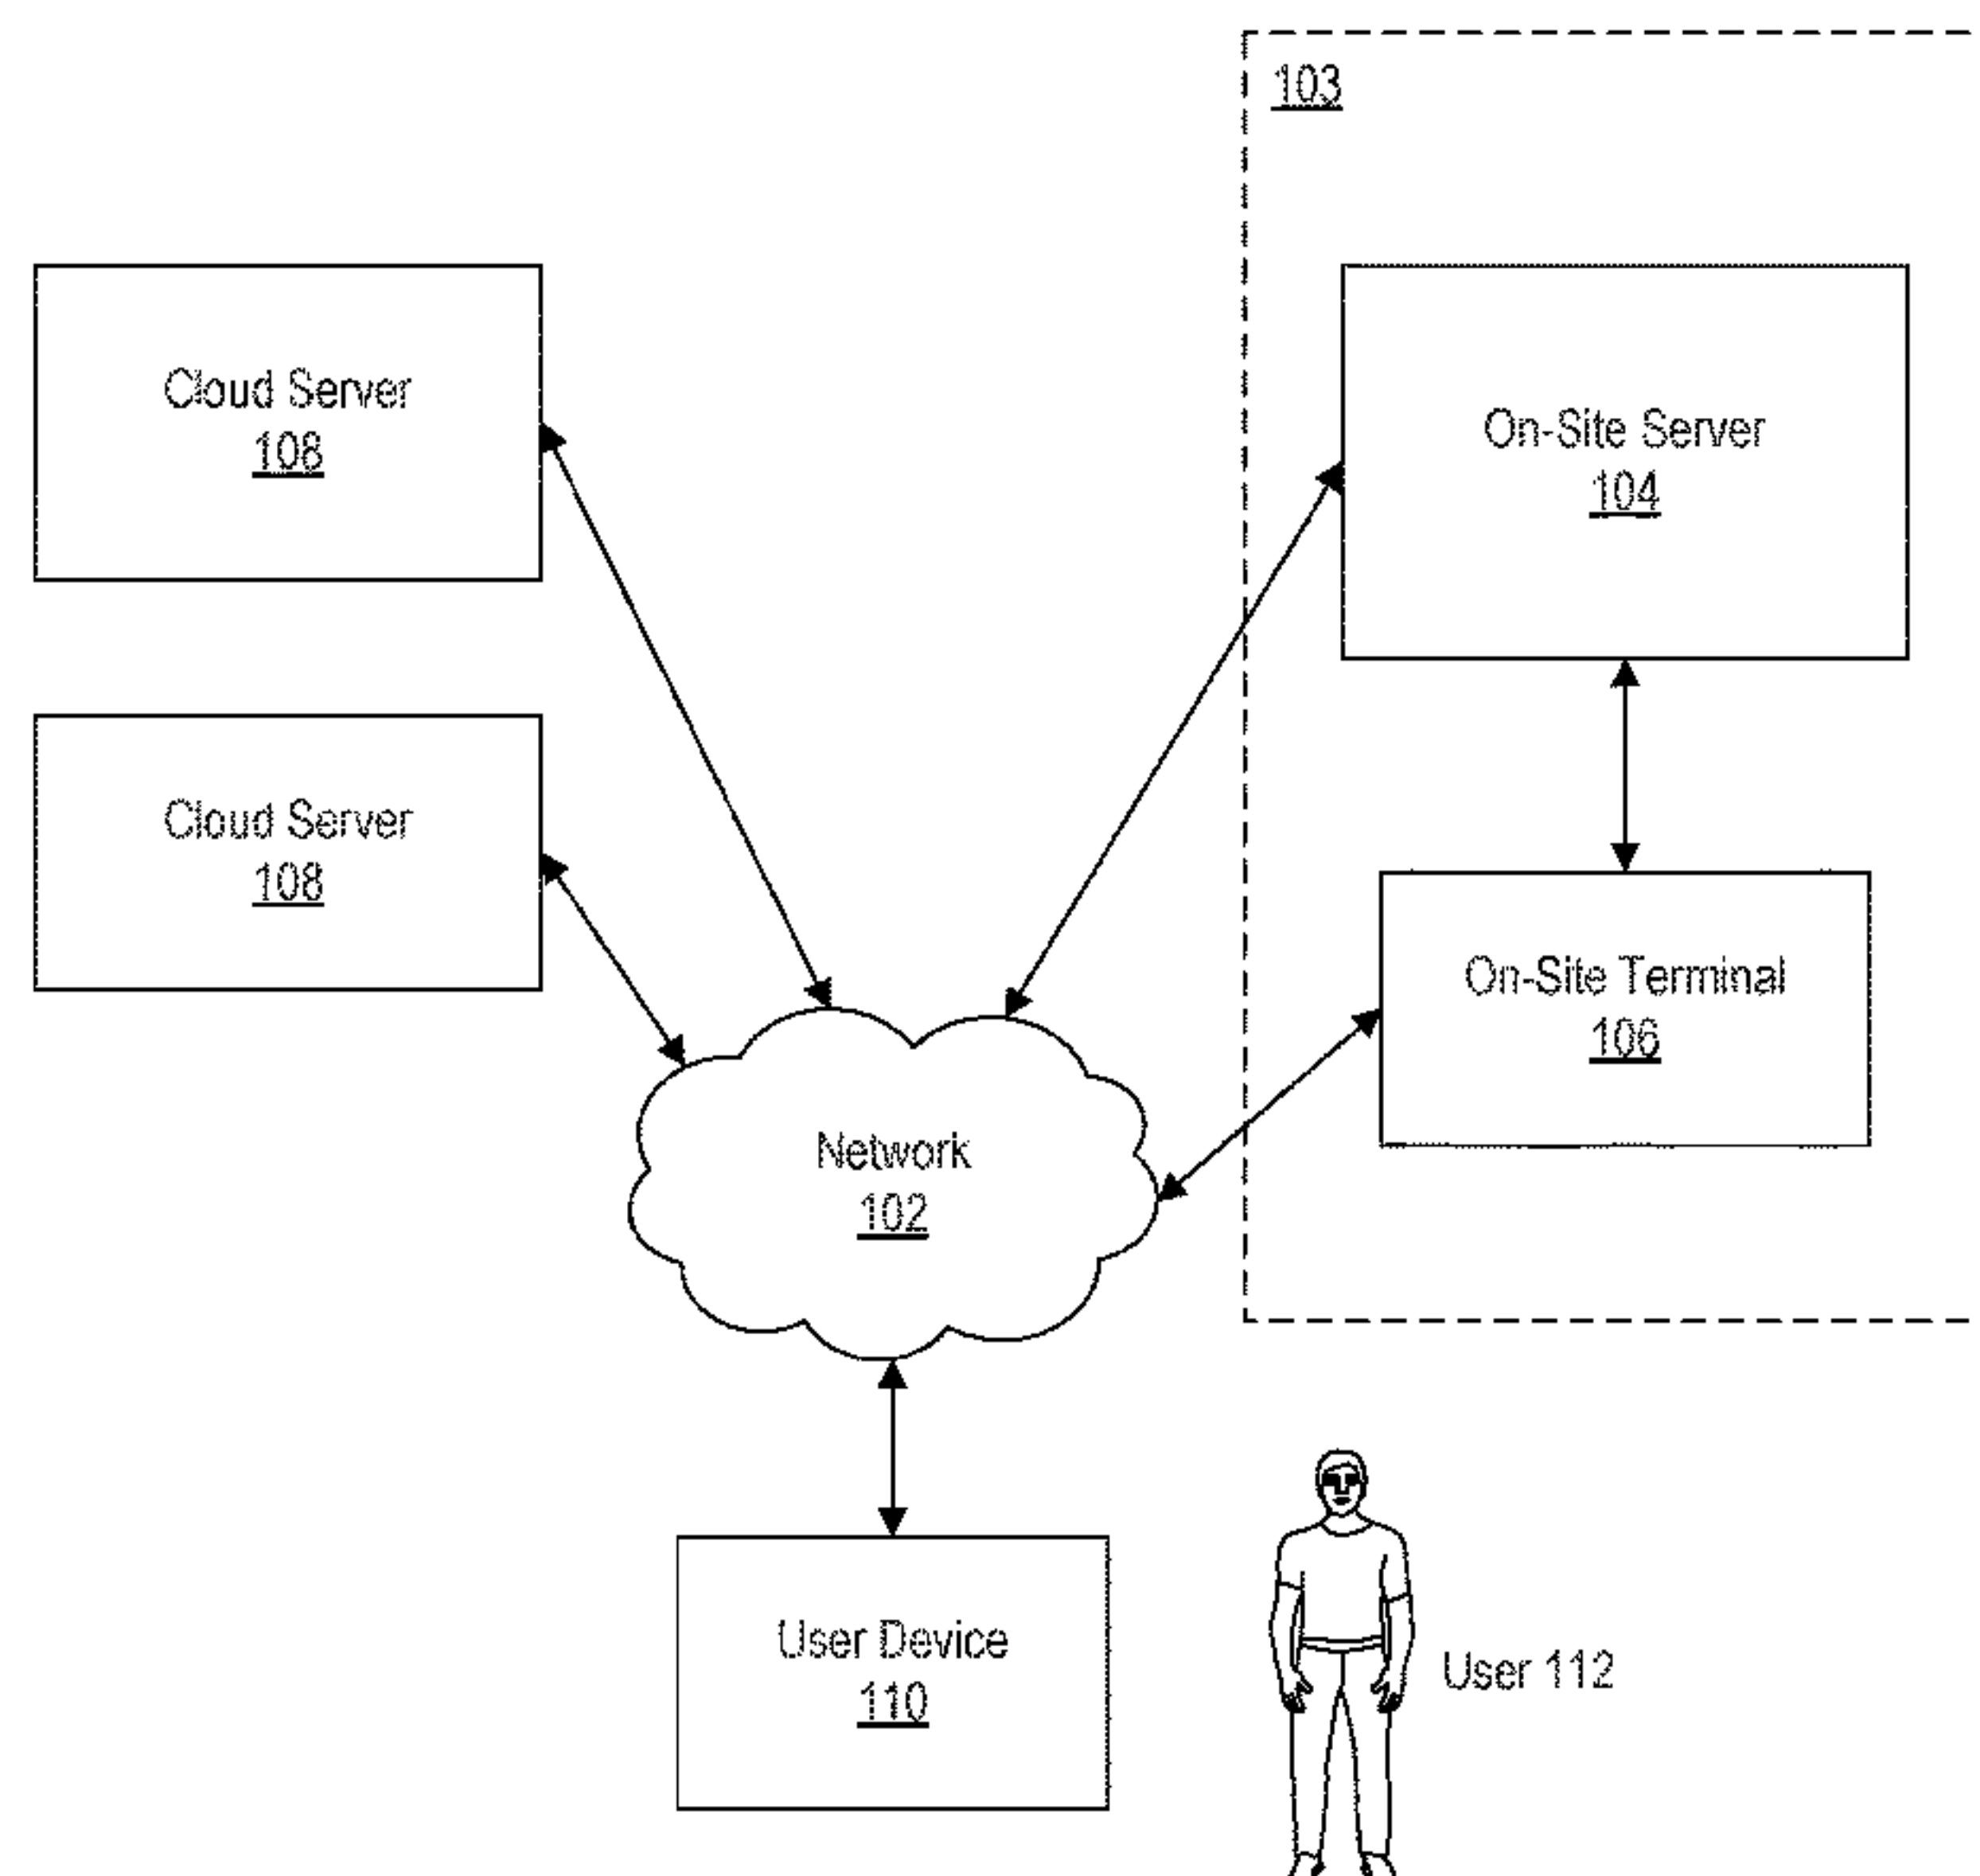 103
Cloud Server
108
On-Site Server
104
Cloud Server
108
On-Site Terminal
106
Network
102
User Device
110
User 112